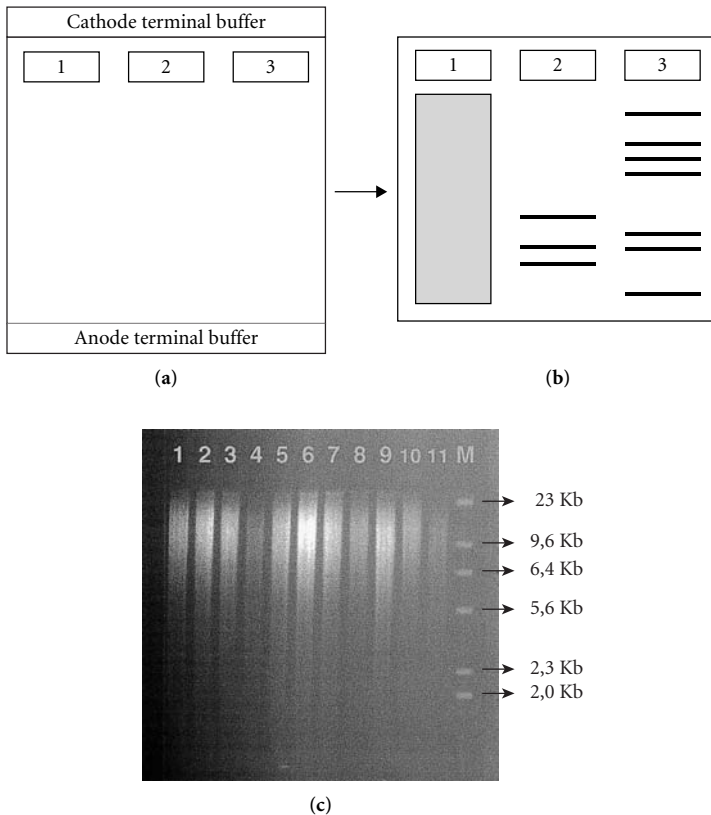 Cathode terminal buffer
1 2 3
Anode terminal buffer
(a)
1 2 3
(b)
1 2 3 4 5 6 7 8 9 10 11 M
23 Kb
9,6 Kb
6,4 Kb
5,6 Kb
2,3 Kb
2,0 Kb
(c)